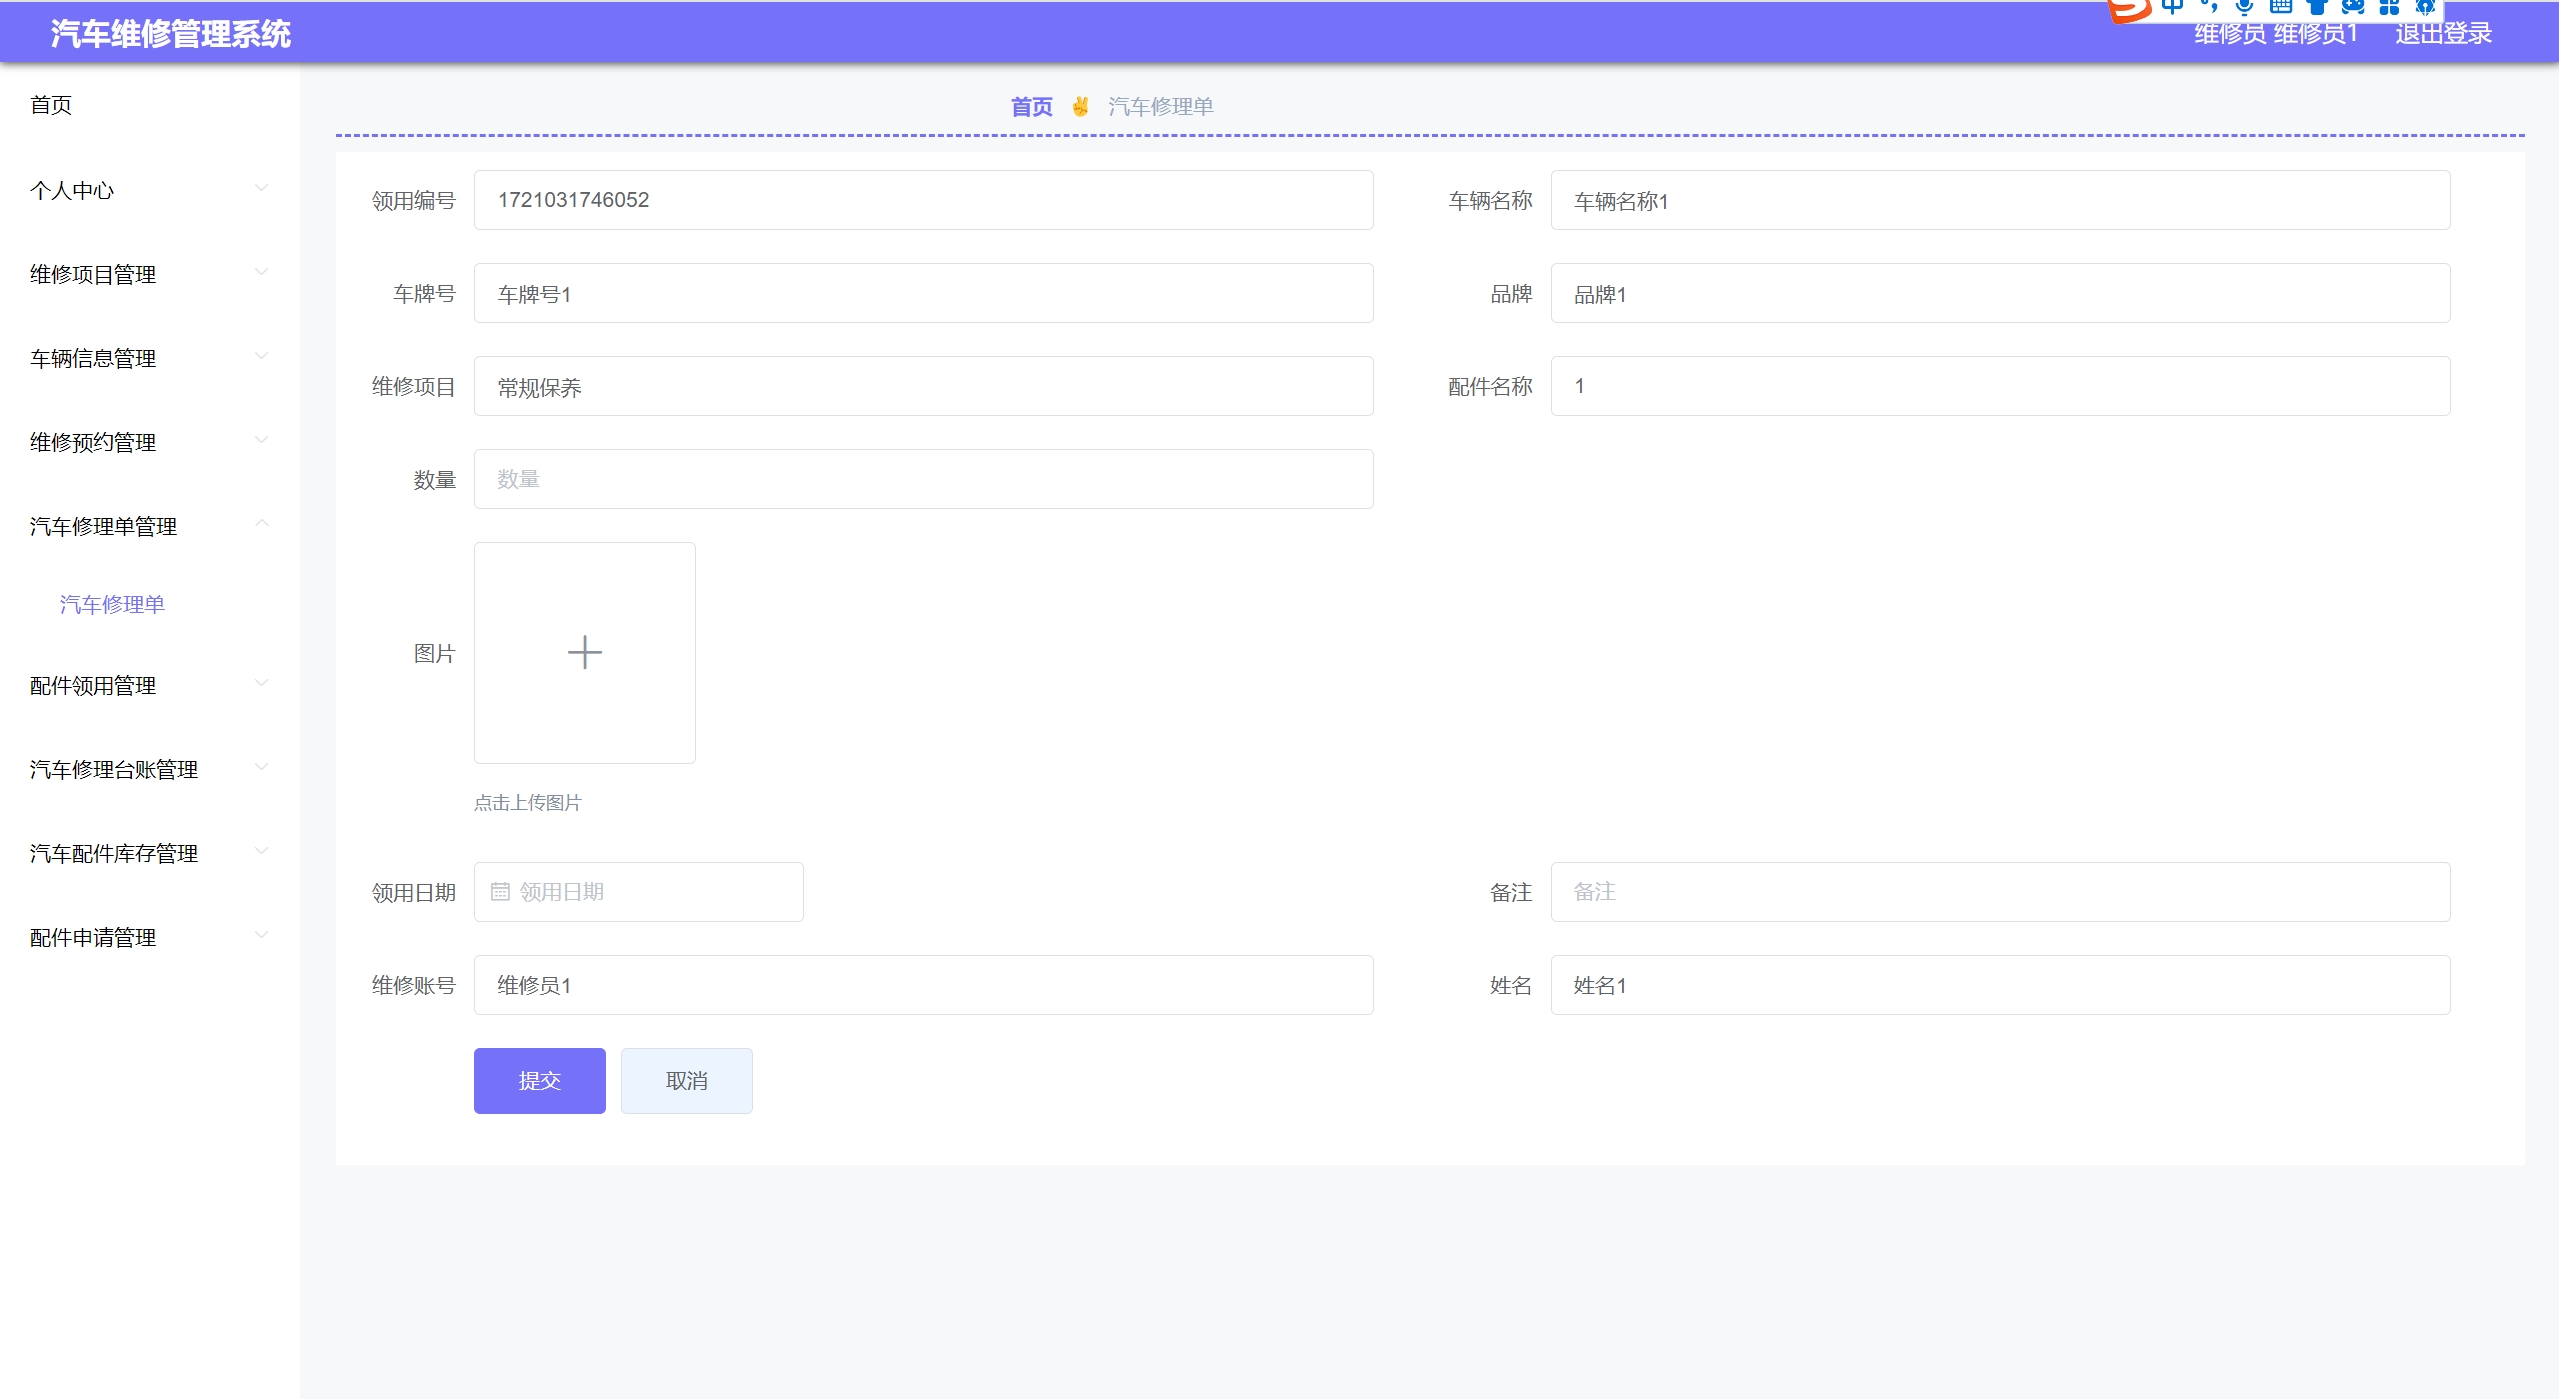 汽车维修管理系统
中
维修员 维修员1 退出登录
首页
个人中心
维修项目管理
车辆信息管理
维修预约管理
汽车修理单管理
汽车修理单
配件领用管理
汽车修理台账管理
汽车配件库存管理
配件申请管理
首页 ✌ 汽车修理单
领用编号 1721031746052 车辆名称 车辆名称1
车牌号 车牌号1 品牌 品牌1
维修项目 常规保养 配件名称 1
数量 数量
图片
点击上传图片
领用日期 领用日期 备注 备注
维修账号 维修员1 姓名 姓名1
提交 取消